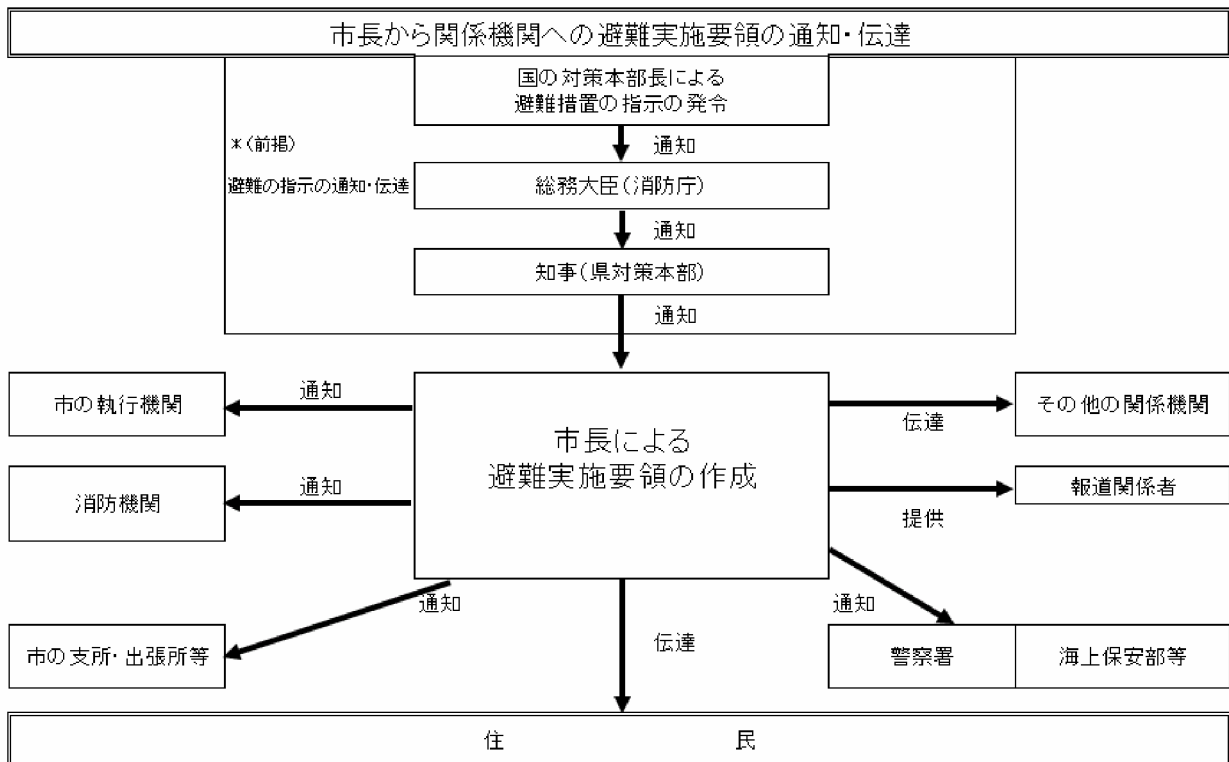 市長から関係機関への避難実施要領の通知・伝達
国の対策本部長による
避難措置の指示の発令
通知
＊(前掲)
避難の指示の通知・伝達
総務大臣(消防庁)
通知
知事(県対策本部)
通知
市の執行機関
通知
市長による
避難実施要領の作成
伝達
その他の関係機関
消防機関
通知
提供
報道関係者
市の支所・出張所等
通知
伝達
通知
警察署
海上保安部等
住 民